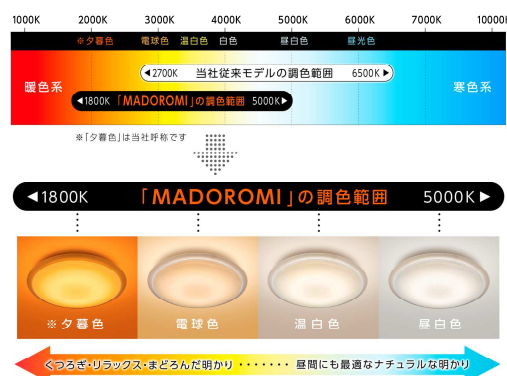 1000K 2000K 3000K 4000K 5000K 6000K 7000K 10000K
※夕暮色 電球色 温白色 白色 昼白色 昼光色
◀2700K 当社従来モデルの調色範囲 6500K▶
暖色系 寒色系
◀1800K 「MADOROMI」の調色範囲 5000K▶
※「夕暮色」は当社呼称です
◀1800K 「MADOROMI」の調色範囲 5000K▶
※夕暮色 電球色 温白色 昼白色
くつろぎ・リラックス・まどろんだ明かり ・・・・・・・ 昼間にも最適なナチュラルな明かり